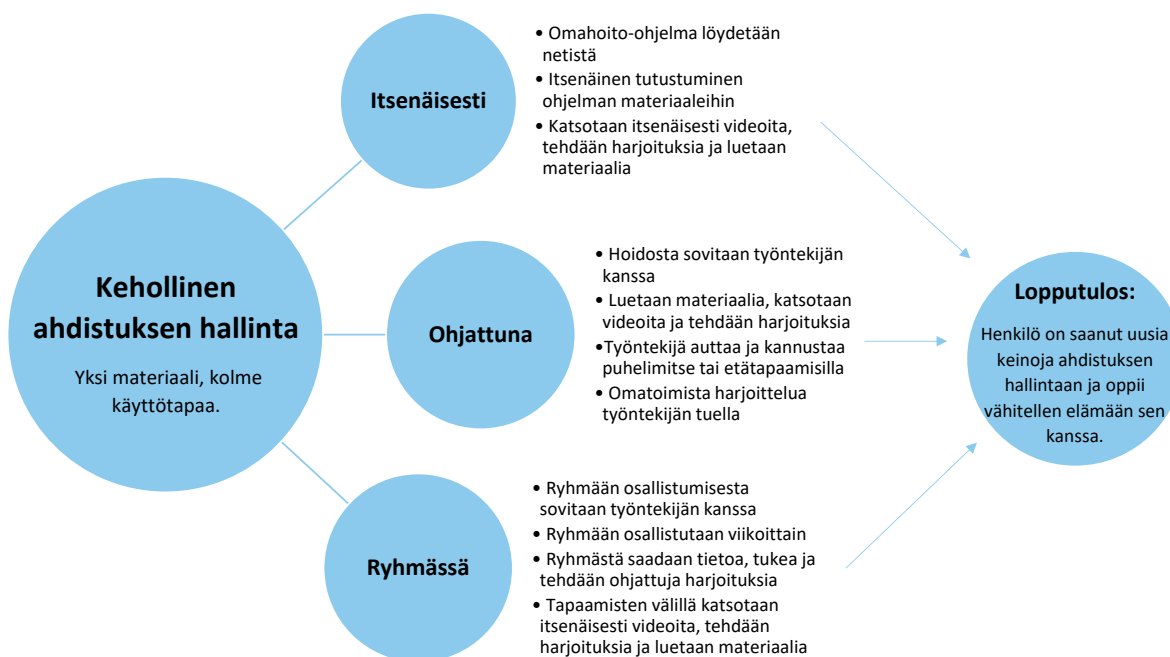 Kehollinen
ahdistuksen hallinta
Yksi materiaali, kolme
käyttötapaa.
Itsenäisesti
• Omahoito-ohjelma löydetään
netistä
• Itsenäinen tutustuminen
ohjelman materiaaleihin
• Katsotaan itsenäisesti videoita,
tehdään harjoituksia ja luetaan
materiaalia
Ohjattuna
• Hoidosta sovitaan työntekijän
kanssa
• Luetaan materiaalia, katsotaan
videoita ja tehdään harjoituksia
•Työntekijä auttaa ja kannustaa
puhelimitse tai etätapaamisilla
• Omatoimista harjoittelua
työntekijän tuella
Ryhmässä
• Ryhmään osallistumisesta
sovitaan työntekijän kanssa
• Ryhmään osallistutaan viikoittain
• Ryhmästä saadaan tietoa, tukea ja
tehdään ohjattuja harjoituksia
• Tapaamisten välillä katsotaan
itsenäisesti videoita, tehdään
harjoituksia ja luetaan materiaalia
Lopputulos:
Henkilö on saanut uusia
keinoja ahdistuksen
hallintaan ja oppii
vähitellen elämään sen
kanssa.